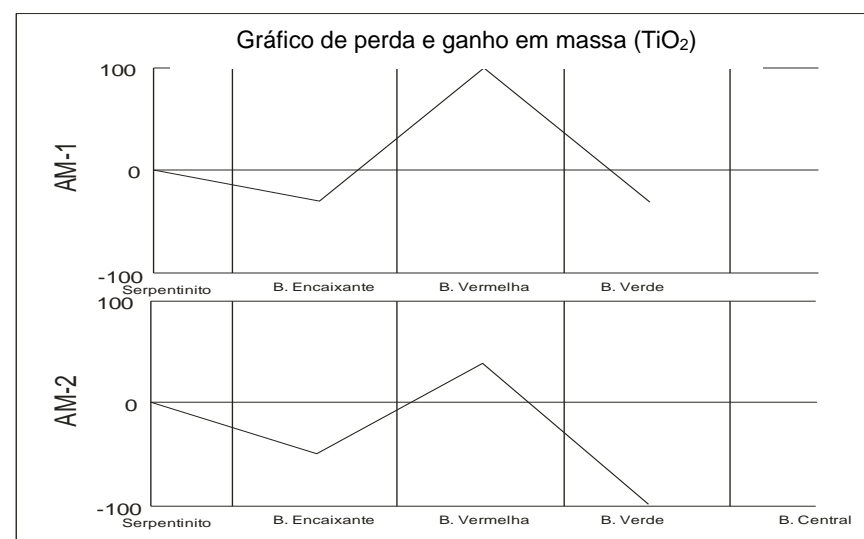 Gráfico de perda e ganho em massa (TiO₂)
100
AM-1
0
-100
Serpentinito B. Encaixante B. Vermelha B. Verde
100
AM-2
0
-100
Serpentinito B. Encaixante B. Vermelha B. Verde B. Central